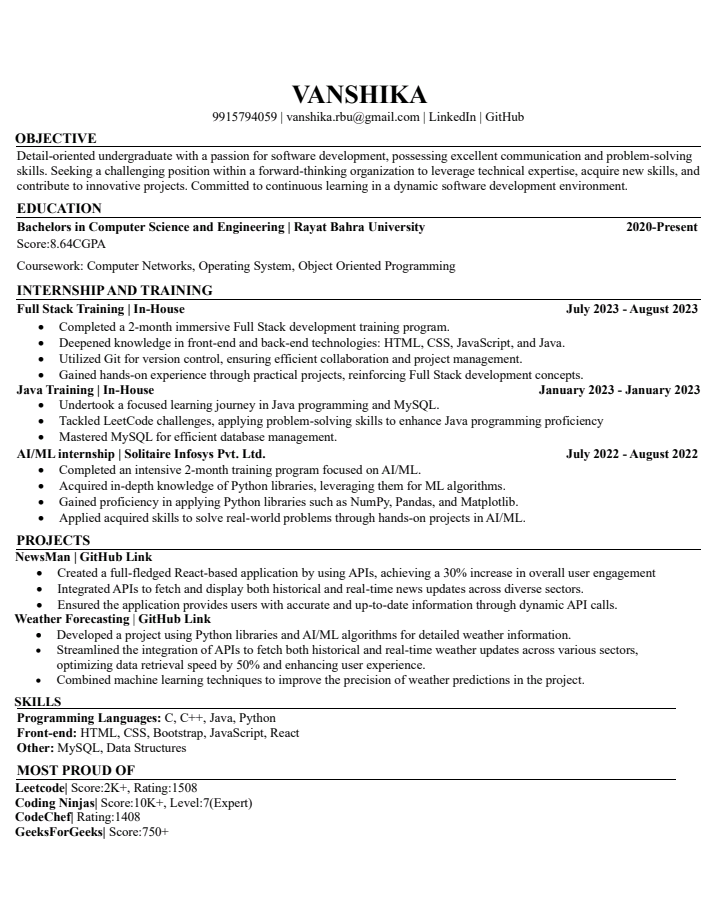 VANSHIKA
9915794059 | vanshika.rbu@gmail.com | LinkedIn | GitHub
OBJECTIVE
Detail-oriented undergraduate with a passion for software development, possessing excellent communication and problem-solving
skills. Seeking a challenging position within a forward-thinking organization to leverage technical expertise, acquire new skills, and
contribute to innovative projects. Committed to continuous learning in a dynamic software development environment.
EDUCATION
Bachelors in Computer Science and Engineering | Rayat Bahra University 2020-Present
Score:8.64CGPA
Coursework: Computer Networks, Operating System, Object Oriented Programming
INTERNSHIP AND TRAINING
Full Stack Training | In-House July 2023 - August 2023
• Completed a 2-month immersive Full Stack development training program.
• Deepened knowledge in front-end and back-end technologies: HTML, CSS, JavaScript, and Java.
• Utilized Git for version control, ensuring efficient collaboration and project management.
• Gained hands-on experience through practical projects, reinforcing Full Stack development concepts.
Java Training | In-House January 2023 - January 2023
• Undertook a focused learning journey in Java programming and MySQL.
• Tackled LeetCode challenges, applying problem-solving skills to enhance Java programming proficiency
• Mastered MySQL for efficient database management.
AI/ML internship | Solitaire Infosys Pvt. Ltd. July 2022 - August 2022
• Completed an intensive 2-month training program focused on AI/ML.
• Acquired in-depth knowledge of Python libraries, leveraging them for ML algorithms.
• Gained proficiency in applying Python libraries such as NumPy, Pandas, and Matplotlib.
• Applied acquired skills to solve real-world problems through hands-on projects in AI/ML.
PROJECTS
NewsMan | GitHub Link
• Created a full-fledged React-based application by using APIs, achieving a 30% increase in overall user engagement
• Integrated APIs to fetch and display both historical and real-time news updates across diverse sectors.
• Ensured the application provides users with accurate and up-to-date information through dynamic API calls.
Weather Forecasting | GitHub Link
• Developed a project using Python libraries and AI/ML algorithms for detailed weather information.
• Streamlined the integration of APIs to fetch both historical and real-time weather updates across various sectors,
optimizing data retrieval speed by 50% and enhancing user experience.
• Combined machine learning techniques to improve the precision of weather predictions in the project.
SKILLS
Programming Languages: C, C++, Java, Python
Front-end: HTML, CSS, Bootstrap, JavaScript, React
Other: MySQL, Data Structures
MOST PROUD OF
Leetcode| Score:2K+, Rating:1508
Coding Ninjas| Score:10K+, Level:7(Expert)
CodeChef| Rating:1408
GeeksForGeeks| Score:750+